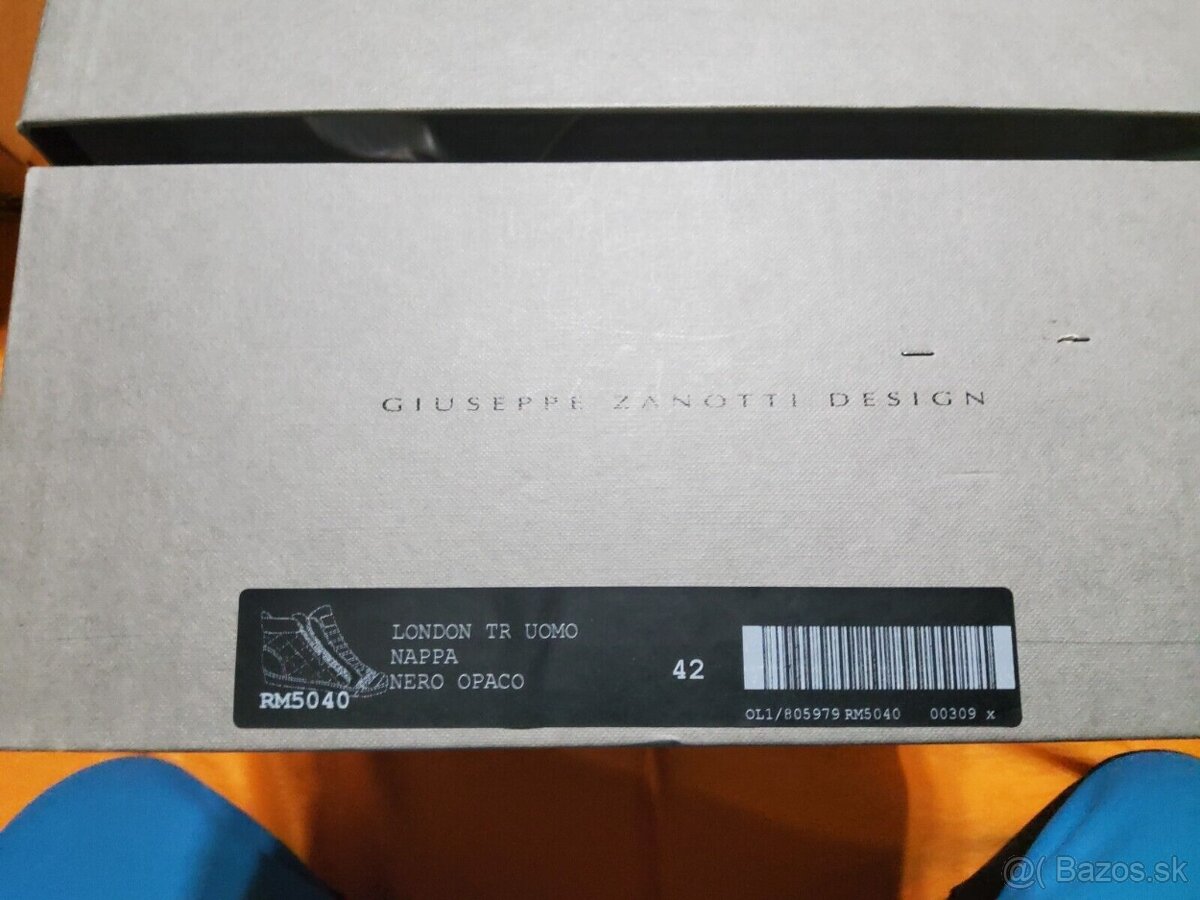 GIUSEPPE ZANOTTI DESIGN
LONDON TR UOMO
NAPPA
NERO OPACO
RM5040
42
OL1/805979 RM5040 00309 x
@( Bazos.sk